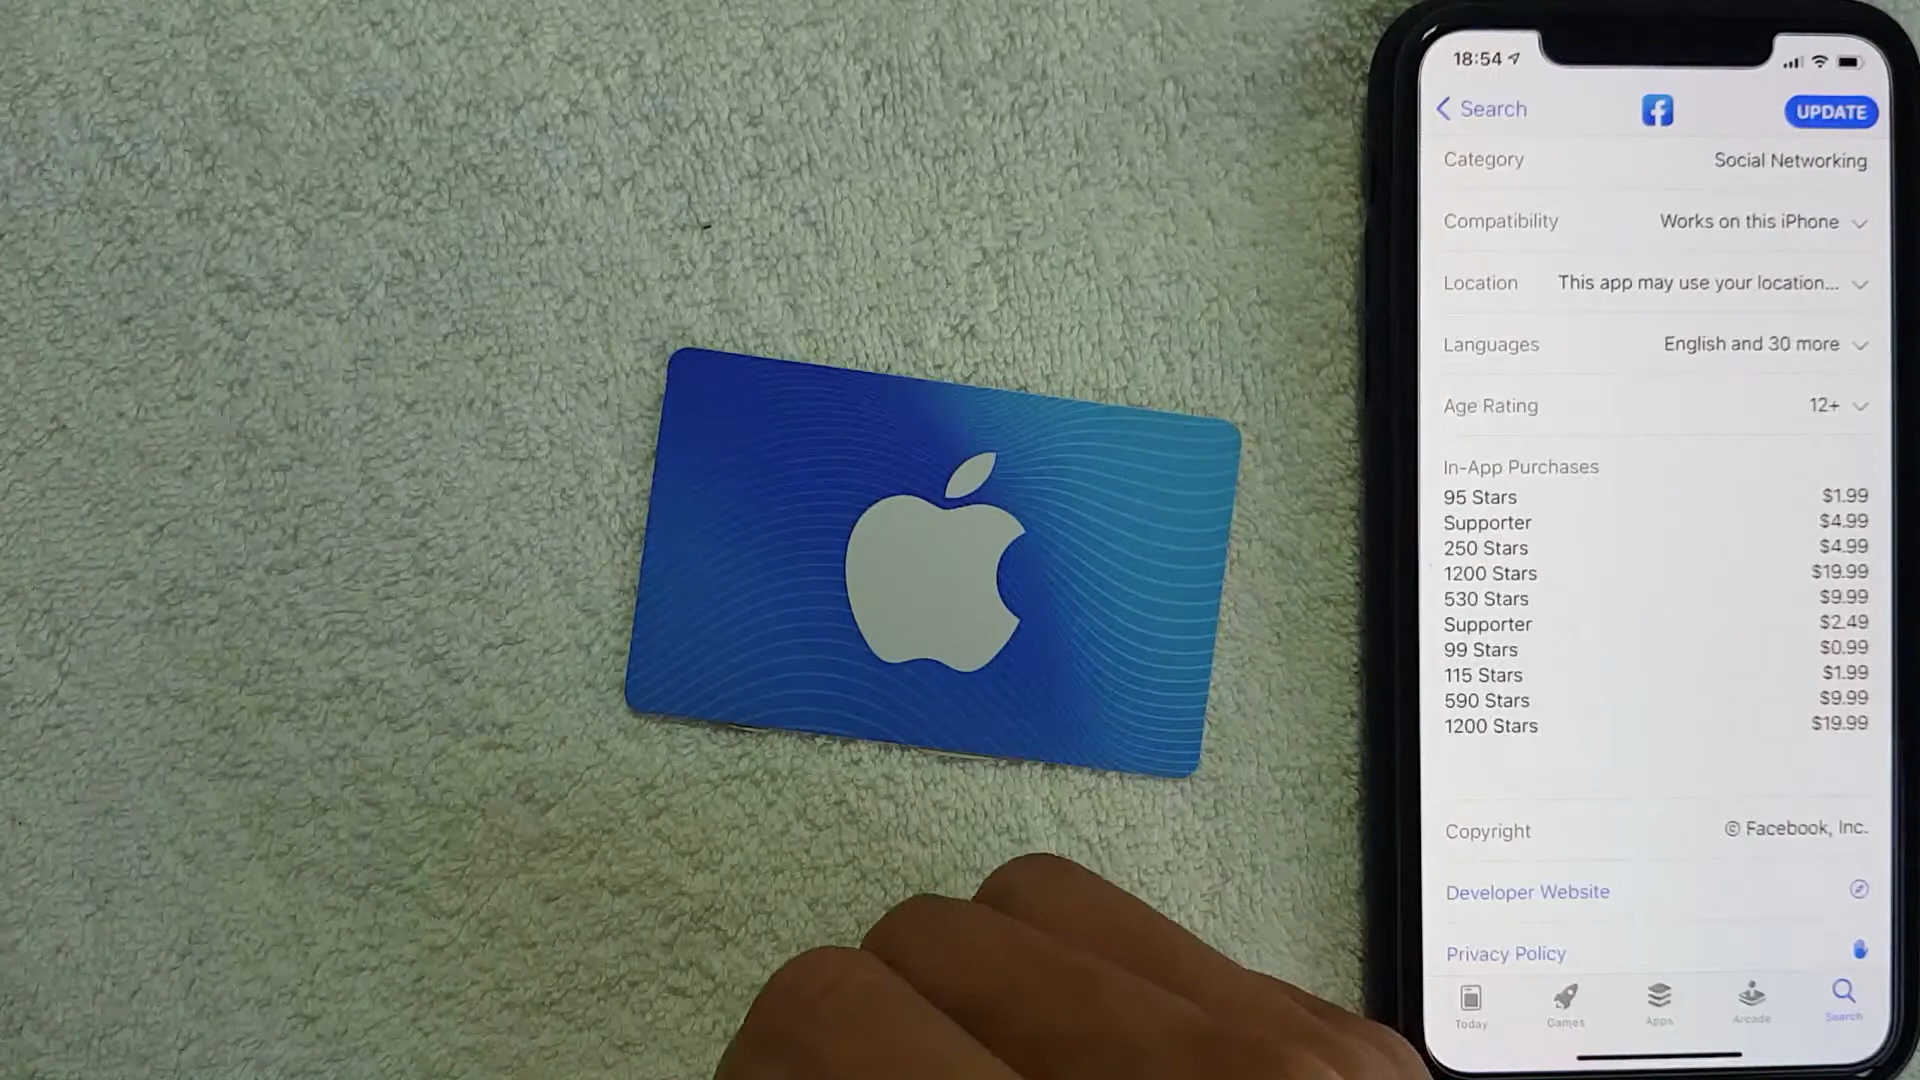 18:54
Search
UPDATE
Category Social Networking
Compatibility Works on this iPhone
Location This app may use your location...
Languages English and 30 more
Age Rating 12+
In-App Purchases
95 Stars $1.99
Supporter $4.99
250 Stars $4.99
1200 Stars $19.99
530 Stars $9.99
Supporter $2.49
99 Stars $0.99
115 Stars $1.99
590 Stars $9.99
1200 Stars $19.99
Copyright © Facebook, Inc.
Developer Website
Privacy Policy
Today Games Apps Arcade Search